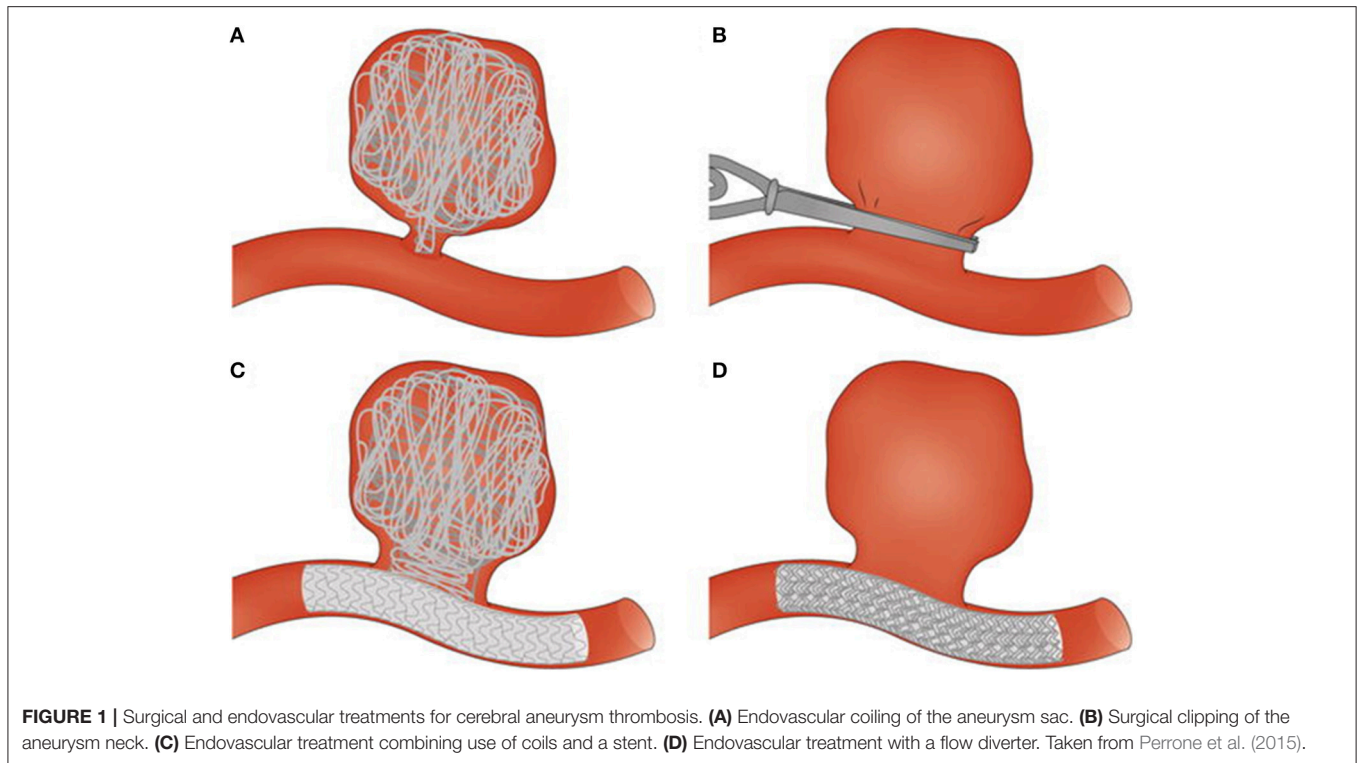 A
B
C
D
FIGURE 1 | Surgical and endovascular treatments for cerebral aneurysm thrombosis. (A) Endovascular coiling of the aneurysm sac. (B) Surgical clipping of the
aneurysm neck. (C) Endovascular treatment combining use of coils and a stent. (D) Endovascular treatment with a flow diverter. Taken from Perrone et al. (2015).